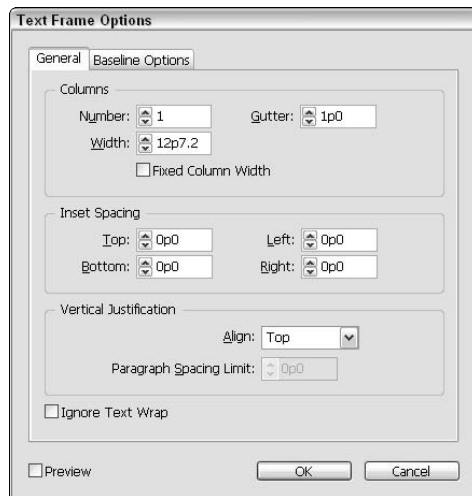 Text Frame Options
General Baseline Options
Columns
Number: 1 Gutter: 1p0
Width: 12p7.2
Fixed Column Width
Inset Spacing
Top: 0p0 Left: 0p0
Bottom: 0p0 Right: 0p0
Vertical Justification
Align: Top
Paragraph Spacing Limit: 0p0
Ignore Text Wrap
Preview OK Cancel